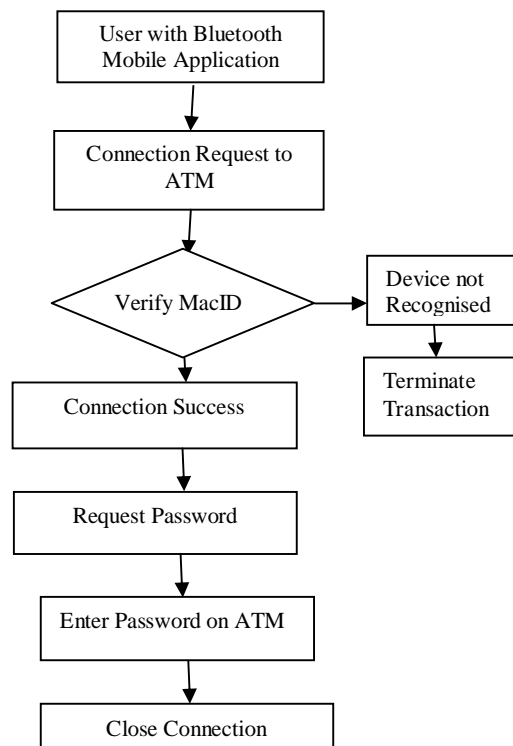 User with Bluetooth
Mobile Application
Connection Request to
ATM
Verify MacID
Device not
Recognised
Terminate
Transaction
Connection Success
Request Password
Enter Password on ATM
Close Connection